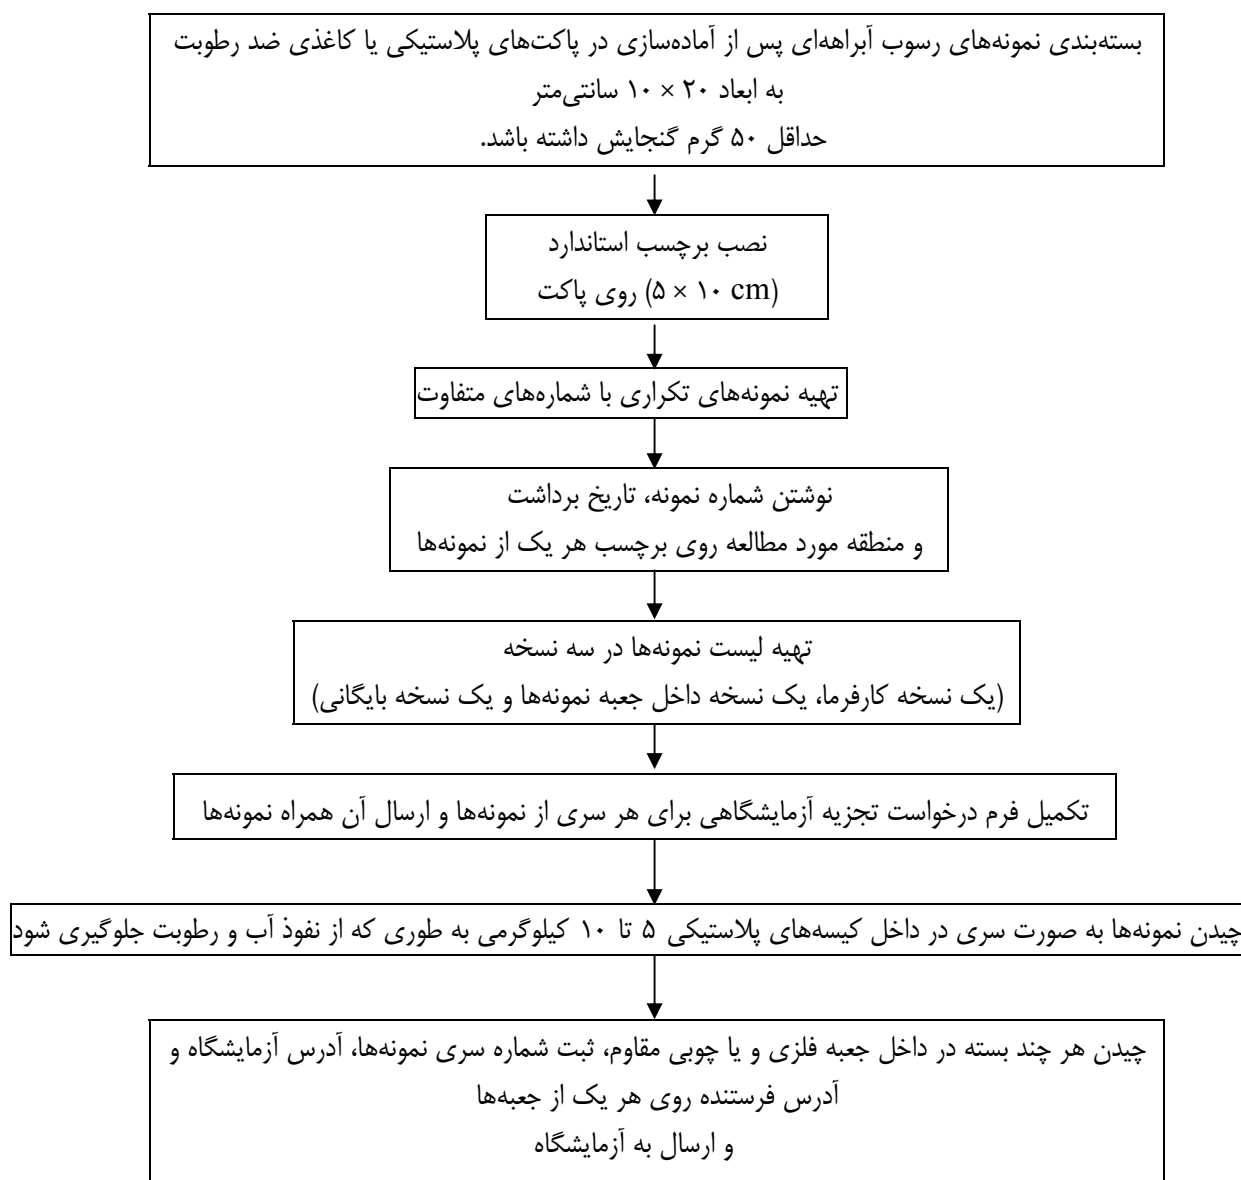 بسته‌بندی نمونه‌های رسوب آبراهه‌ای پس از آماده‌سازی در پاکت‌های پلاستیکی یا کاغذی ضد رطوبت
به ابعاد ۲۰ × ۱۰ سانتی‌متر
حداقل ۵۰ گرم گنجایش داشته باشد.
نصب برچسب استاندارد
(۵ × ۱۰ cm) روی پاکت
تهیه نمونه‌های تکراری با شماره‌های متفاوت
نوشتن شماره نمونه، تاریخ برداشت
و منطقه مورد مطالعه روی برچسب هر یک از نمونه‌ها
تهیه لیست نمونه‌ها در سه نسخه
(یک نسخه کارفرما، یک نسخه داخل جعبه نمونه‌ها و یک نسخه بایگانی)
تکمیل فرم درخواست تجزیه آزمایشگاهی برای هر سری از نمونه‌ها و ارسال آن همراه نمونه‌ها
چیدن نمونه‌ها به صورت سری در داخل کیسه‌های پلاستیکی ۵ تا ۱۰ کیلوگرمی به طوری که از نفوذ آب و رطوبت جلوگیری شود
چیدن هر چند بسته در داخل جعبه فلزی و یا چوبی مقاوم، ثبت شماره سری نمونه‌ها، آدرس آزمایشگاه و
آدرس فرستنده روی هر یک از جعبه‌ها
و ارسال به آزمایشگاه